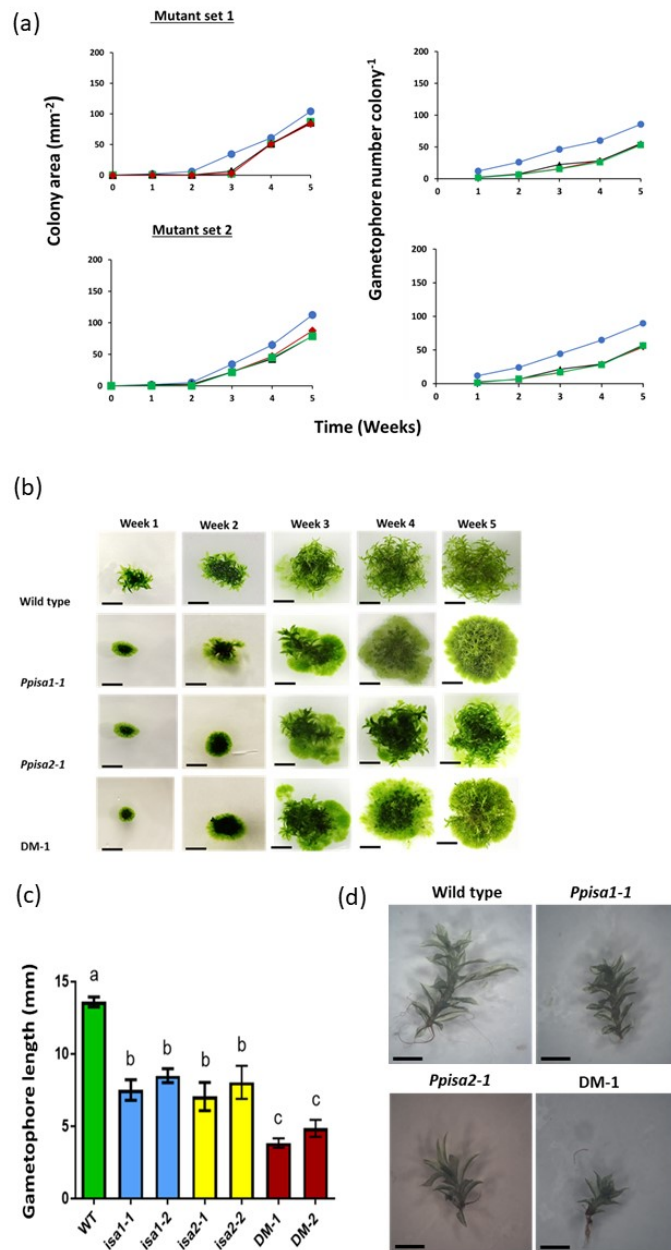 (a)
Mutant set 1
Colony area (mm⁻²)
200
150
100
50
0
0 1 2 3 4 5
Gametophore number colony⁻¹
200
150
100
50
0
0 1 2 3 4 5
Mutant set 2
200
150
100
50
0
0 1 2 3 4 5
200
150
100
50
0
0 1 2 3 4 5
Time (Weeks)
(b)
Week 1 Week 2 Week 3 Week 4 Week 5
Wild type
Ppisa1-1
Ppisa2-1
DM-1
(c)
Gametophore length (mm)
15
10
5
0
a b b b b c c
WT isa1-1 isa1-2 isa2-1 isa2-2 DM-1 DM-2
(d)
Wild type Ppisa1-1
Ppisa2-1 DM-1